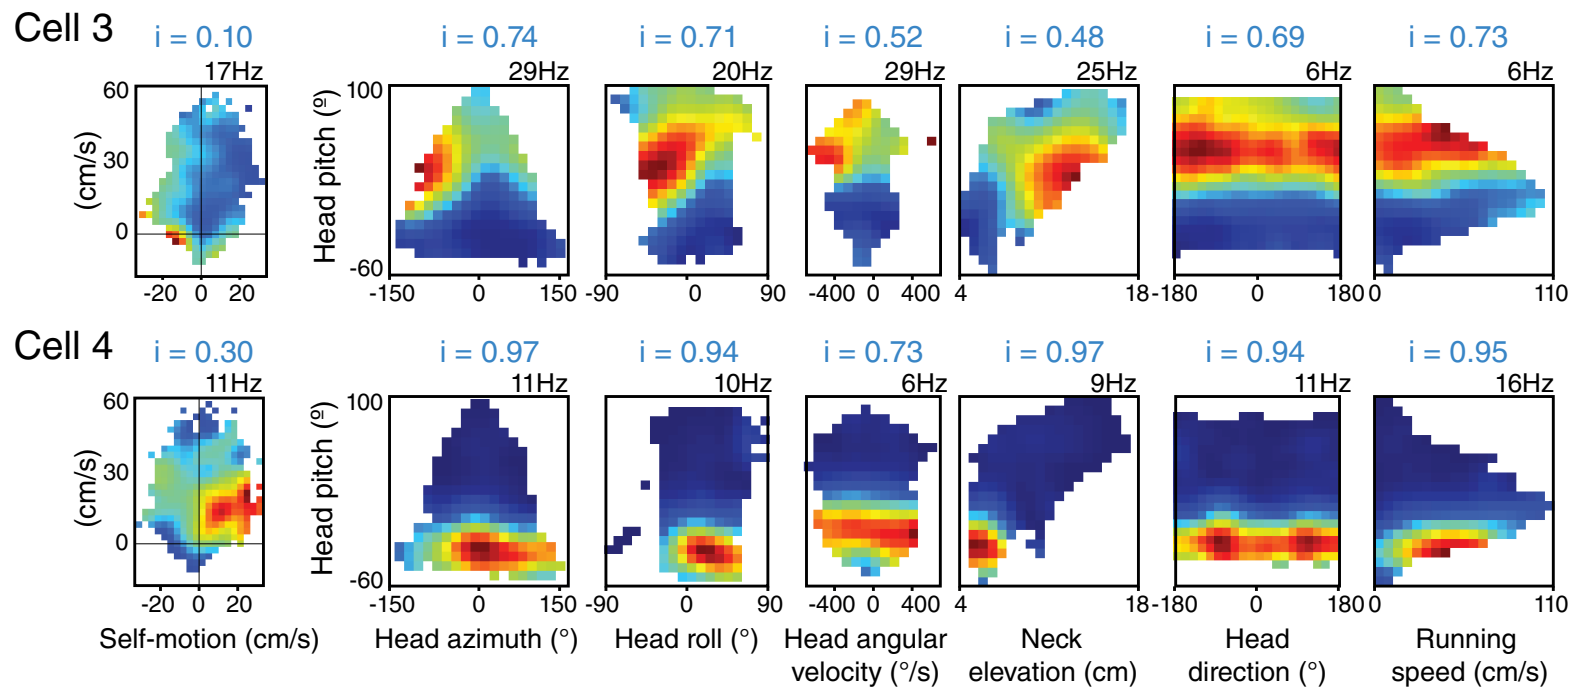 Cell 3
i = 0.10
i = 0.74
i = 0.71
i = 0.52
i = 0.48
i = 0.69
i = 0.73
17Hz
29Hz
20Hz
29Hz
25Hz
6Hz
6Hz
(cm/s)
60
30
0
-20 0 20
Head pitch (º)
100
-60
-150 0 150
-90 0 90
-400 0 400
4 18
-180 0 180
0 110
Cell 4
i = 0.30
i = 0.97
i = 0.94
i = 0.73
i = 0.97
i = 0.94
i = 0.95
11Hz
11Hz
10Hz
6Hz
9Hz
11Hz
16Hz
(cm/s)
60
30
0
-20 0 20
Head pitch (º)
100
-60
-150 0 150
-90 0 90
-400 0 400
4 18
-180 0 180
0 110
Self-motion (cm/s)
Head azimuth (°)
Head roll (°)
Head angular
velocity (°/s)
Neck
elevation (cm)
Head
direction (°)
Running
speed (cm/s)